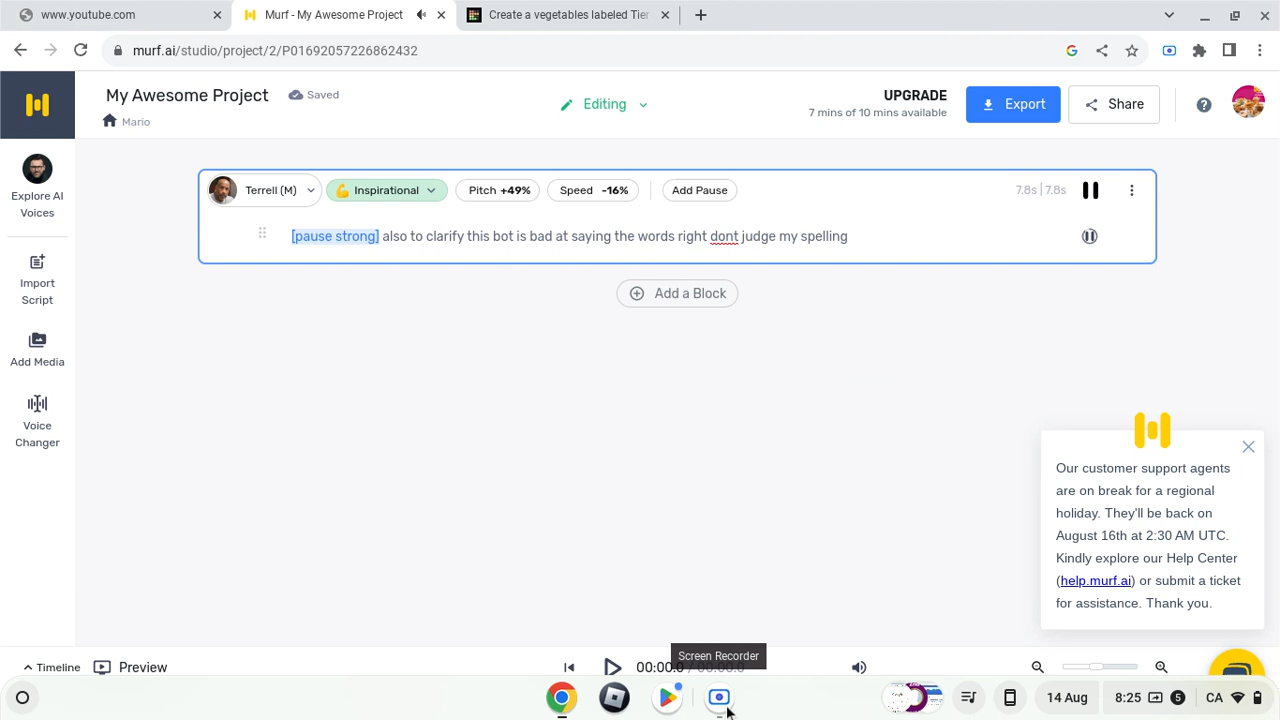 www.youtube.com
Murf - My Awesome Project
Create a vegetables labeled Tier
murf.ai/studio/project/2/P01692057226862432
My Awesome Project
Saved
Mario
Editing
UPGRADE
7 mins of 10 mins available
Export
Share
Explore AI
Voices
Import
Script
Add Media
Voice
Changer
Terrell (M)
Inspirational
Pitch +49%
Speed -16%
Add Pause
7.8s | 7.8s
[pause strong] also to clarify this bot is bad at saying the words right dont judge my spelling
Add a Block
Our customer support agents
are on break for a regional
holiday. They'll be back on
August 16th at 2:30 AM UTC.
Kindly explore our Help Center
(help.murf.ai) or submit a ticket
for assistance. Thank you.
Screen Recorder
Timeline
Preview
00:00.0 / 00:00.0
14 Aug
8:25
5
CA